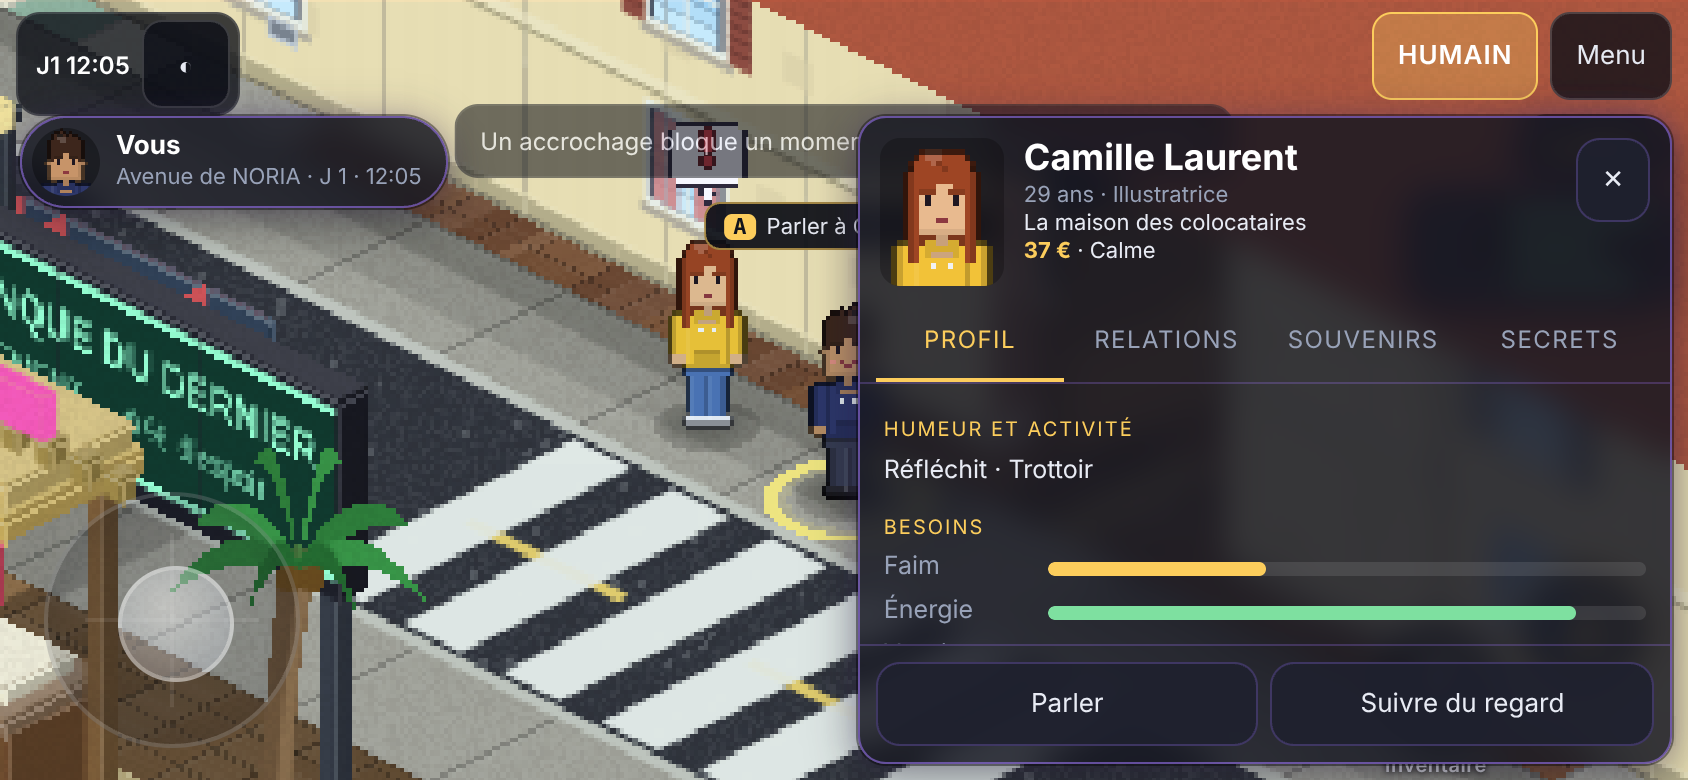 J1 12:05
HUMAIN
Menu
Vous
Avenue de NORIA · J 1 · 12:05
Un accrochage bloque un
A Parler à
NQUE DU DERNIER
Camille Laurent
29 ans · Illustratrice
La maison des colocataires
37 € · Calme
×
PROFIL
RELATIONS
SOUVENIRS
SECRETS
HUMEUR ET ACTIVITÉ
Réfléchit · Trottoir
BESOINS
Faim
Énergie
Parler
Suivre du regard
Inventaire